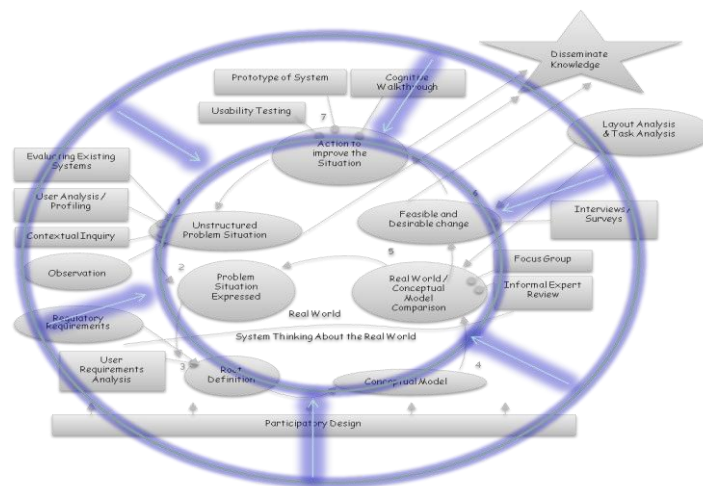 Disseminate
Knowledge
Prototype of System
Cognitive
Walkthrough
Usability Testing
7
Layout Analysis
& Task Analysis
Action to
improve the
Situation
Evaluating Existing
Systems
User Analysis /
Profiling
1
6
Unstructured
Problem Situation
Feasible and
Desirable change
Interviews/
Surveys
Contextual Inquiry
Observation
2
5
Focus Group
Problem
Situation
Expressed
Real World /
Conceptual
Model
Comparison
Informal Expert
Review
Real World
Regulatory
Requirements
System Thinking About the Real World
User
Requirements
Analysis
3
Root
Definition
4
Conceptual Model
Participatory Design